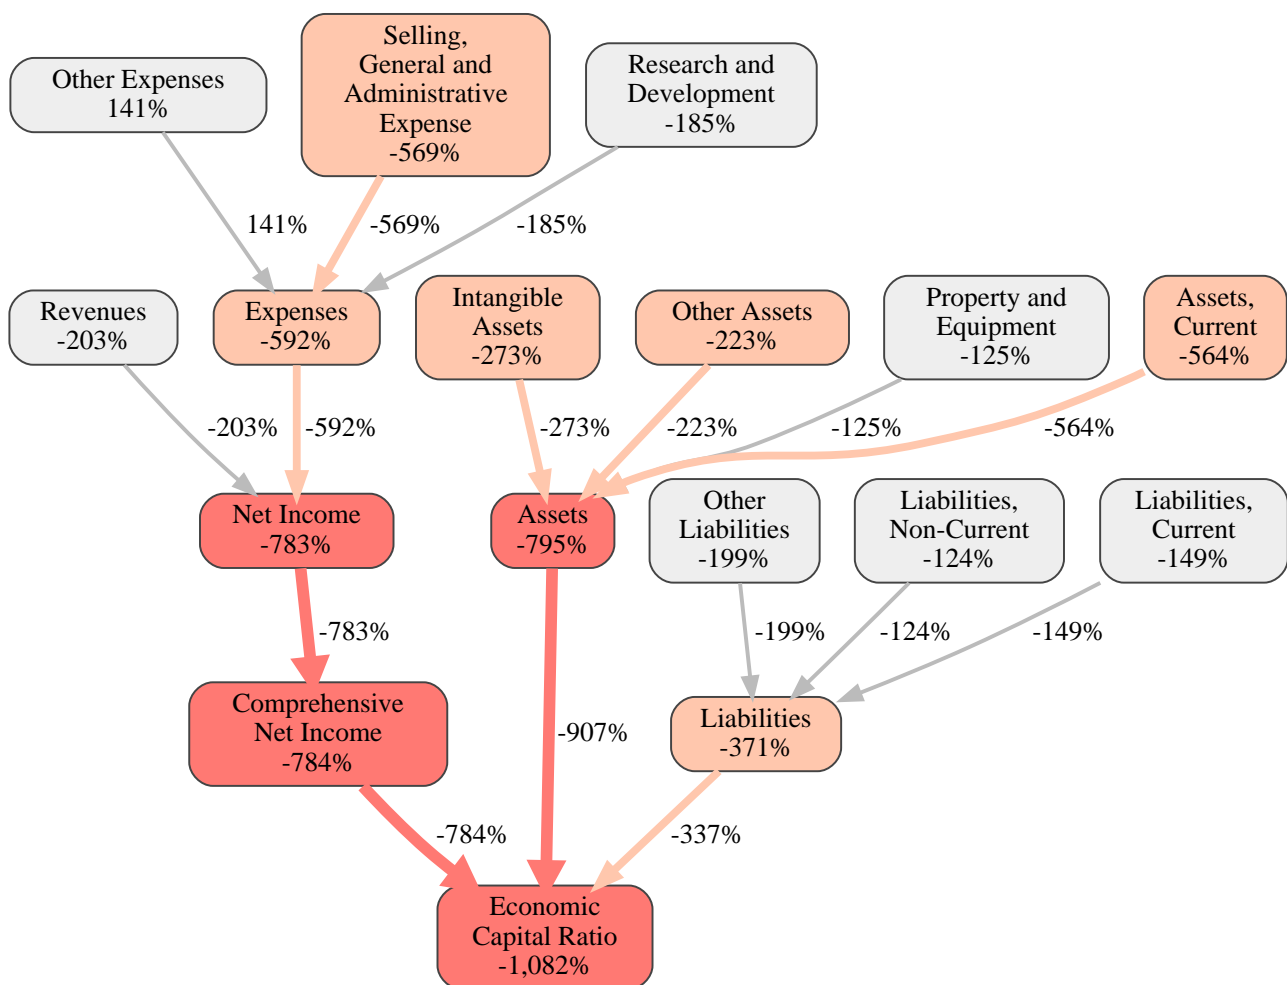 Other Expenses
141%
Selling,
General and
Administrative
Expense
-569%
Research and
Development
-185%
141%
-569%
-185%
Revenues
-203%
Expenses
-592%
Intangible
Assets
-273%
Other Assets
-223%
Property and
Equipment
-125%
Assets,
Current
-564%
-203%
-592%
-273%
-223%
-125%
-564%
Net Income
-783%
Assets
-795%
Other
Liabilities
-199%
Liabilities,
Non-Current
-124%
Liabilities,
Current
-149%
-783%
-199%
-124%
-149%
Comprehensive
Net Income
-784%
-907%
Liabilities
-371%
-784%
-337%
Economic
Capital Ratio
-1,082%